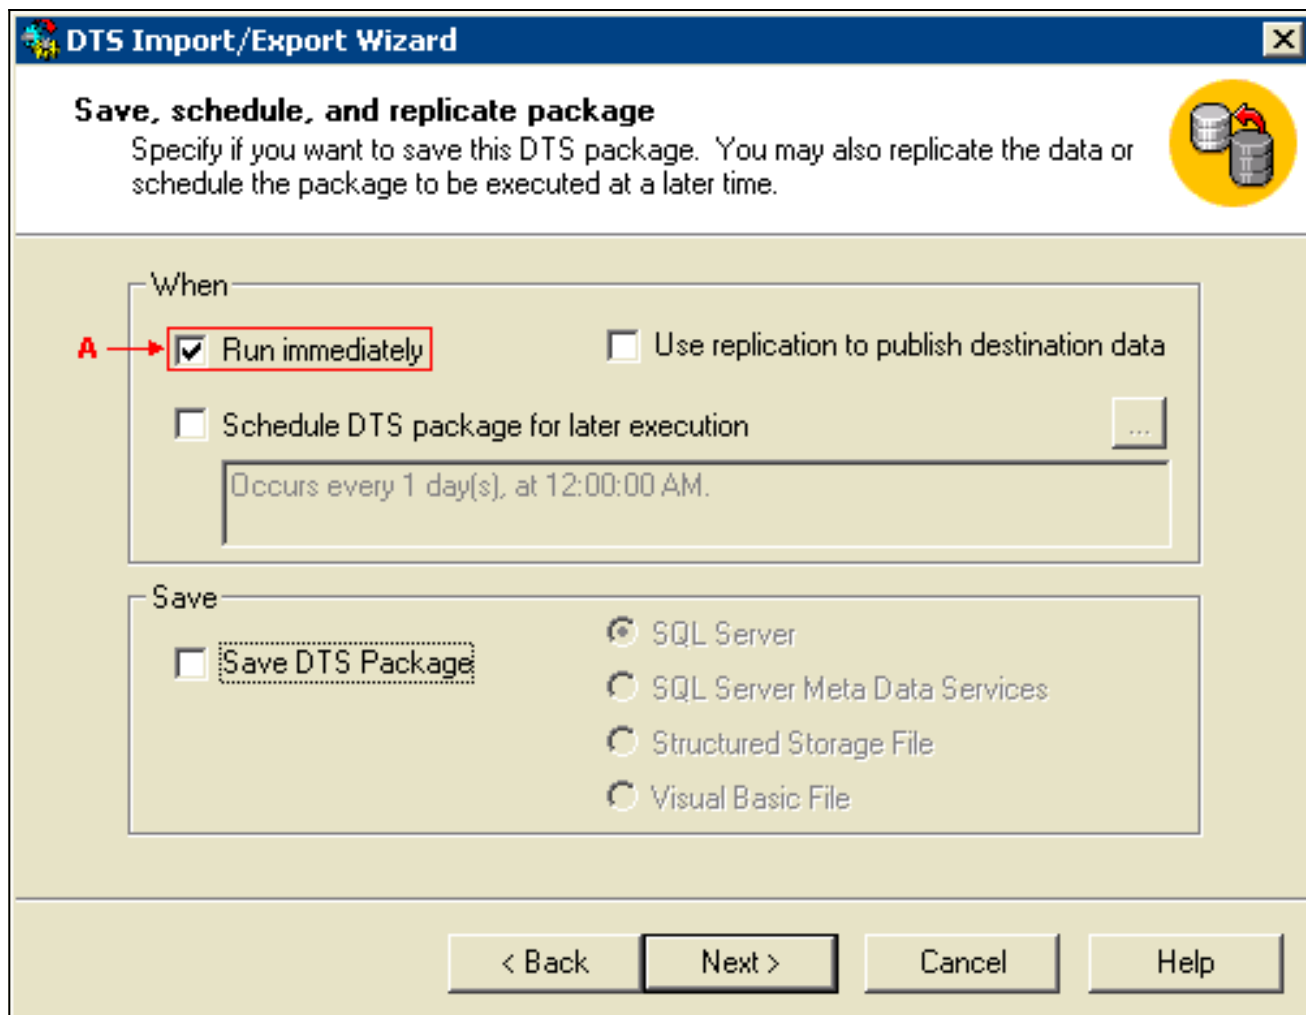 DTS Import/Export Wizard
Save, schedule, and replicate package
Specify if you want to save this DTS package. You may also replicate the data or
schedule the package to be executed at a later time.
When
A
Run immediately
Use replication to publish destination data
Schedule DTS package for later execution
...
Occurs every 1 day(s), at 12:00:00 AM.
Save
Save DTS Package
SQL Server
SQL Server Meta Data Services
Structured Storage File
Visual Basic File
< Back
Next >
Cancel
Help